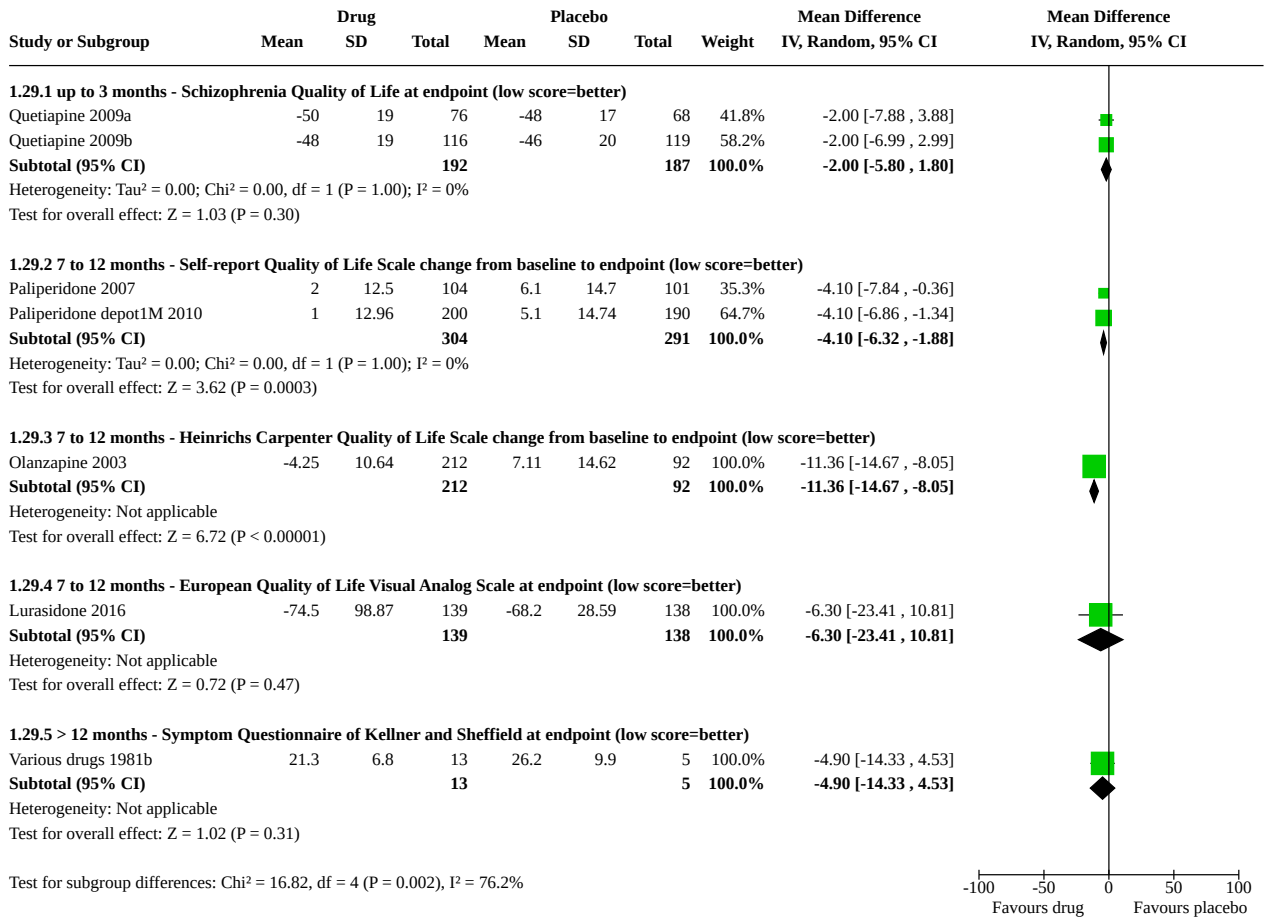 Drug Placebo Mean Difference Mean Difference
Study or Subgroup Mean SD Total Mean SD Total Weight IV, Random, 95% CI IV, Random, 95% CI
1.29.1 up to 3 months - Schizophrenia Quality of Life at endpoint (low score=better)
Quetiapine 2009a -50 19 76 -48 17 68 41.8% -2.00 [-7.88 , 3.88]
Quetiapine 2009b -48 19 116 -46 20 119 58.2% -2.00 [-6.99 , 2.99]
Subtotal (95% CI) 192 187 100.0% -2.00 [-5.80 , 1.80]
Heterogeneity: Tau² = 0.00; Chi² = 0.00, df = 1 (P = 1.00); I² = 0%
Test for overall effect: Z = 1.03 (P = 0.30)
1.29.2 7 to 12 months - Self-report Quality of Life Scale change from baseline to endpoint (low score=better)
Paliperidone 2007 2 12.5 104 6.1 14.7 101 35.3% -4.10 [-7.84 , -0.36]
Paliperidone depot1M 2010 1 12.96 200 5.1 14.74 190 64.7% -4.10 [-6.86 , -1.34]
Subtotal (95% CI) 304 291 100.0% -4.10 [-6.32 , -1.88]
Heterogeneity: Tau² = 0.00; Chi² = 0.00, df = 1 (P = 1.00); I² = 0%
Test for overall effect: Z = 3.62 (P = 0.0003)
1.29.3 7 to 12 months - Heinrichs Carpenter Quality of Life Scale change from baseline to endpoint (low score=better)
Olanzapine 2003 -4.25 10.64 212 7.11 14.62 92 100.0% -11.36 [-14.67 , -8.05]
Subtotal (95% CI) 212 92 100.0% -11.36 [-14.67 , -8.05]
Heterogeneity: Not applicable
Test for overall effect: Z = 6.72 (P < 0.00001)
1.29.4 7 to 12 months - European Quality of Life Visual Analog Scale at endpoint (low score=better)
Lurasidone 2016 -74.5 98.87 139 -68.2 28.59 138 100.0% -6.30 [-23.41 , 10.81]
Subtotal (95% CI) 139 138 100.0% -6.30 [-23.41 , 10.81]
Heterogeneity: Not applicable
Test for overall effect: Z = 0.72 (P = 0.47)
1.29.5 > 12 months - Symptom Questionnaire of Kellner and Sheffield at endpoint (low score=better)
Various drugs 1981b 21.3 6.8 13 26.2 9.9 5 100.0% -4.90 [-14.33 , 4.53]
Subtotal (95% CI) 13 5 100.0% -4.90 [-14.33 , 4.53]
Heterogeneity: Not applicable
Test for overall effect: Z = 1.02 (P = 0.31)
Test for subgroup differences: Chi² = 16.82, df = 4 (P = 0.002), I² = 76.2%
-100 -50 0 50 100
Favours drug Favours placebo